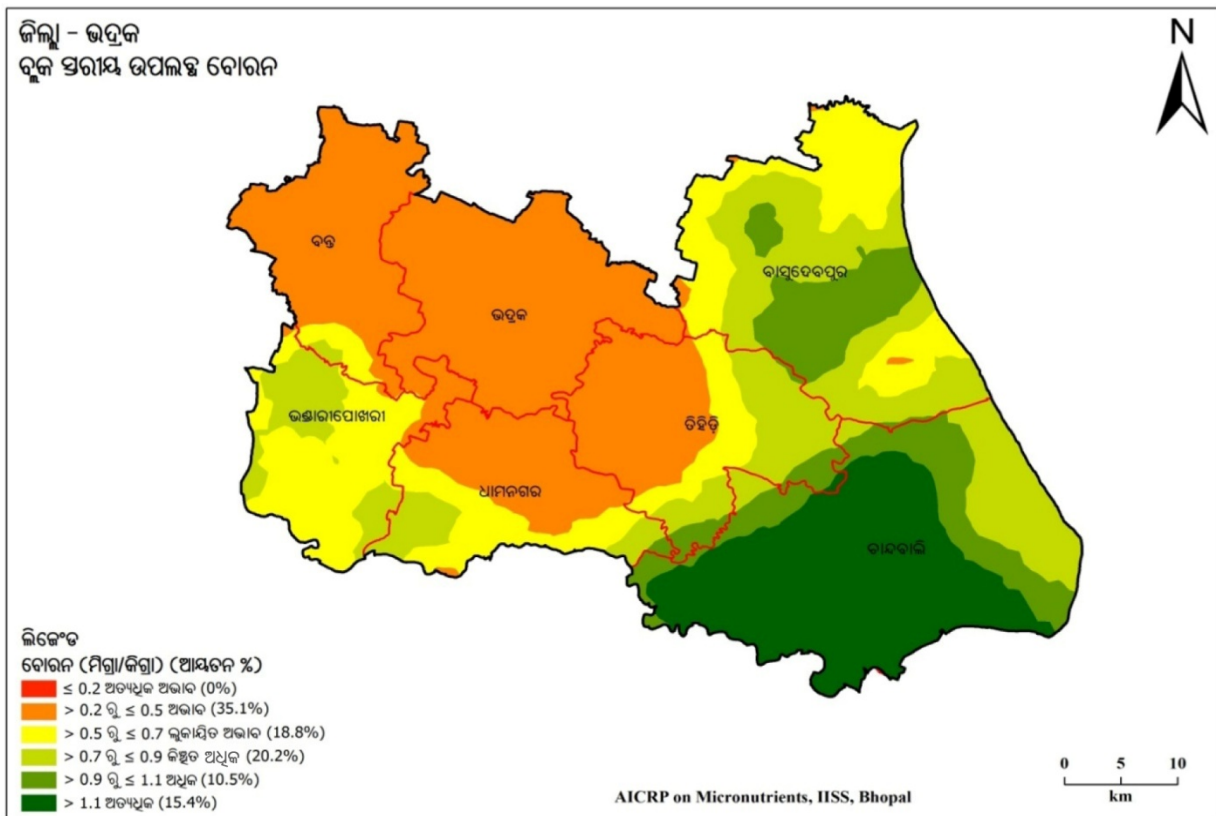 ଜିଲ୍ଲା - ଭଦ୍ରକ
ବ୍ଲକ ସ୍ତରୀୟ ଉପଲବ୍ଧ ବୋରନ
N
ବନ୍ତ
ବାସୁଦେବପୁର
ଭଦ୍ରକ
ଭଣ୍ଡାରୀପୋଖରୀ
ତିହିଡ଼ି
ଧାମନଗର
ଚାନ୍ଦବାଲି
ଲିଜେଂଡ
ବୋରନ (ମିଗ୍ରା/କିଗ୍ରା) (ଆୟତନ %)
≤ 0.2 ଅତ୍ୟଧିକ ଅଭାବ (0%)
> 0.2 ରୁ ≤ 0.5 ଅଭାବ (35.1%)
> 0.5 ରୁ ≤ 0.7 ଲୁକାୟିତ ଅଭାବ (18.8%)
> 0.7 ରୁ ≤ 0.9 କିଞ୍ଚିତ ଅଧିକ (20.2%)
> 0.9 ରୁ ≤ 1.1 ଅଧିକ (10.5%)
> 1.1 ଅତ୍ୟଧିକ (15.4%)
AICRP on Micronutrients, IISS, Bhopal
0 5 10
km